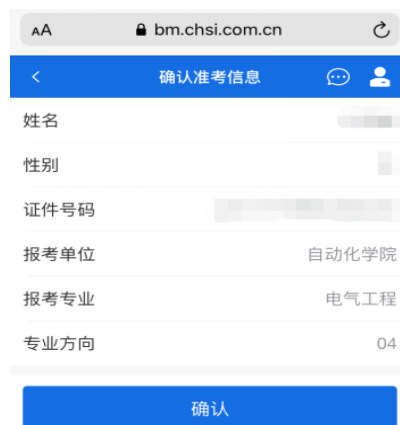 AA bm.chsi.com.cn
确认准考信息
姓名
性别
证件号码
报考单位 自动化学院
报考专业 电气工程
专业方向 04
确认